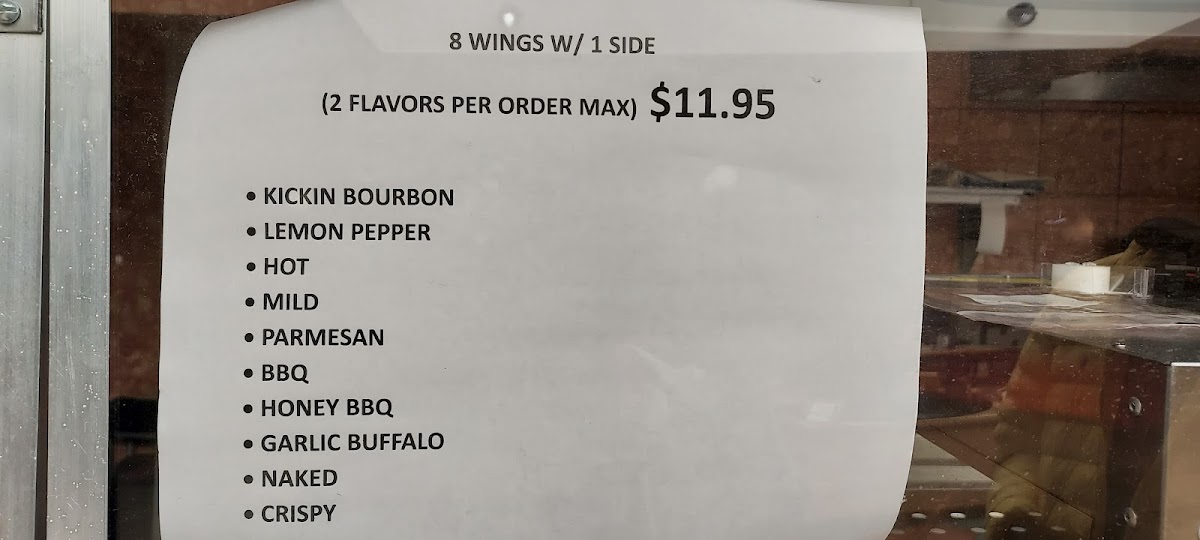 8 WINGS W/ 1 SIDE
(2 FLAVORS PER ORDER MAX) $11.95
• KICKIN BOURBON
• LEMON PEPPER
• HOT
• MILD
• PARMESAN
• BBQ
• HONEY BBQ
• GARLIC BUFFALO
• NAKED
• CRISPY